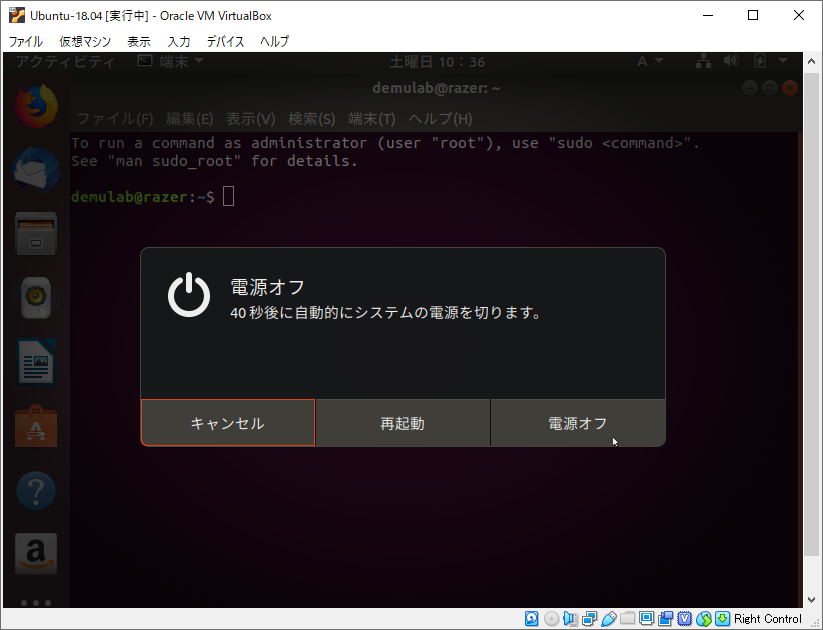 Ubuntu-18.04 [実行中] - Oracle VM VirtualBox
ファイル 仮想マシン 表示 入力 デバイス ヘルプ
アクティビティ 端末 土曜日 10：36 A
demulab@razer: ~
ファイル(F) 編集(E) 表示(V) 検索(S) 端末(T) ヘルプ(H)
To run a command as administrator (user "root"), use "sudo <command>".
See "man sudo_root" for details.
demulab@razer:~$
電源オフ
40 秒後に自動的にシステムの電源を切ります。
キャンセル 再起動 電源オフ
A
?
a
Right Control